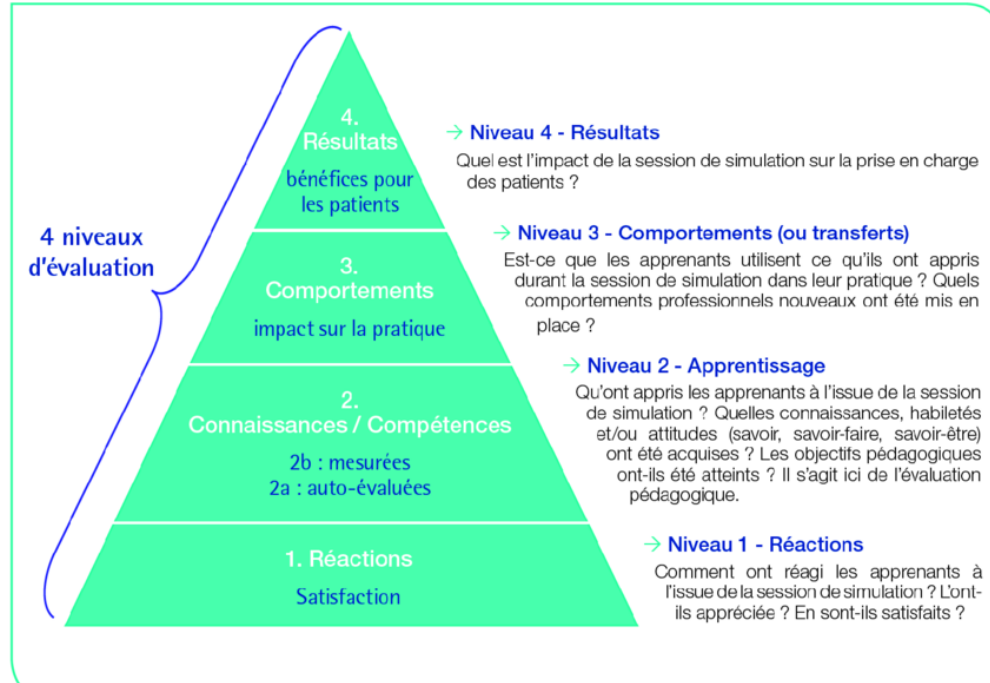 4 niveaux
d'évaluation
4.
Résultats
bénéfices pour
les patients
3.
Comportements
impact sur la pratique
2.
Connaissances / Compétences
2b : mesurées
2a : auto-évaluées
1. Réactions
Satisfaction
→ Niveau 4 - Résultats
Quel est l'impact de la session de simulation sur la prise en charge
des patients ?
→ Niveau 3 - Comportements (ou transferts)
Est-ce que les apprenants utilisent ce qu'ils ont appris
durant la session de simulation dans leur pratique ? Quels
comportements professionnels nouveaux ont été mis en
place ?
→ Niveau 2 - Apprentissage
Qu'ont appris les apprenants à l'issue de la session
de simulation ? Quelles connaissances, habiletés
et/ou attitudes (savoir, savoir-faire, savoir-être)
ont été acquises ? Les objectifs pédagogiques
ont-ils été atteints ? Il s'agit ici de l'évaluation
pédagogique.
→ Niveau 1 - Réactions
Comment ont réagi les apprenants à
l'issue de la session de simulation ? L'ont-
ils appréciée ? En sont-ils satisfaits ?